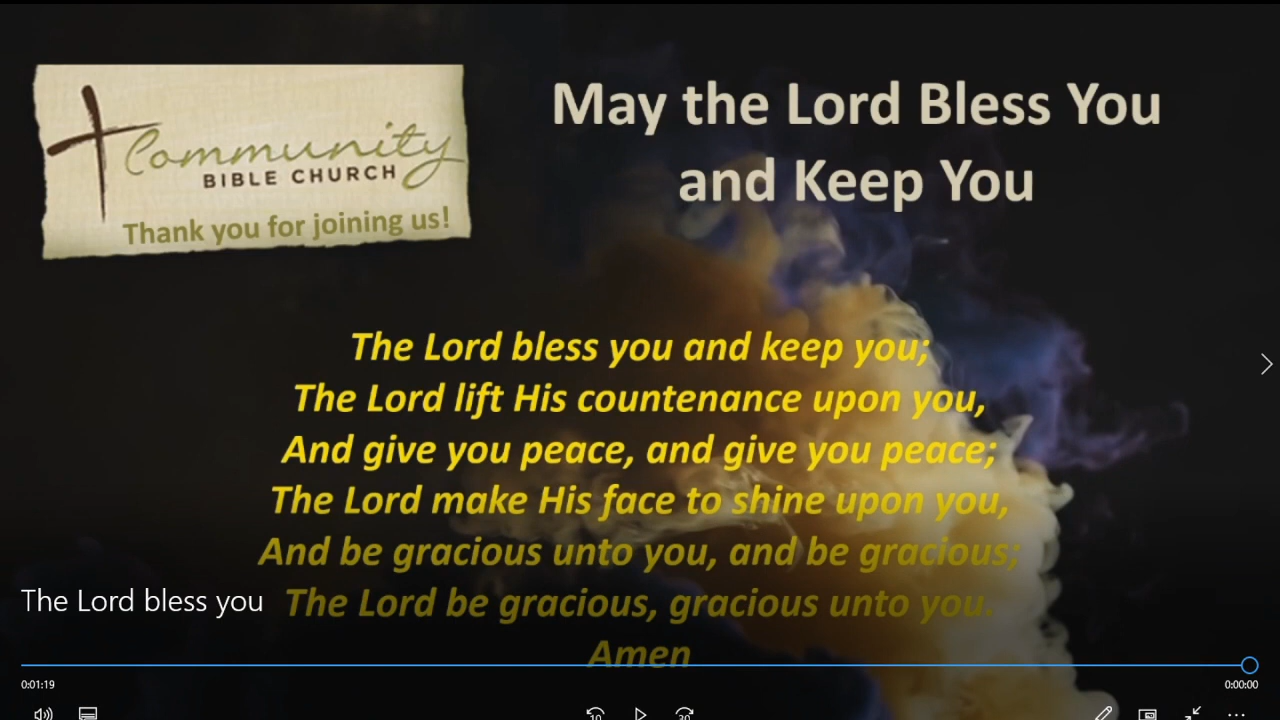 Community
BIBLE CHURCH
Thank you for joining us!
May the Lord Bless You
and Keep You
The Lord bless you and keep you;
The Lord lift His countenance upon you,
And give you peace, and give you peace;
The Lord make His face to shine upon you,
And be gracious unto you, and be gracious;
The Lord be gracious, gracious unto you.
Amen
The Lord bless you
0:01:19
0:00:00
10
30